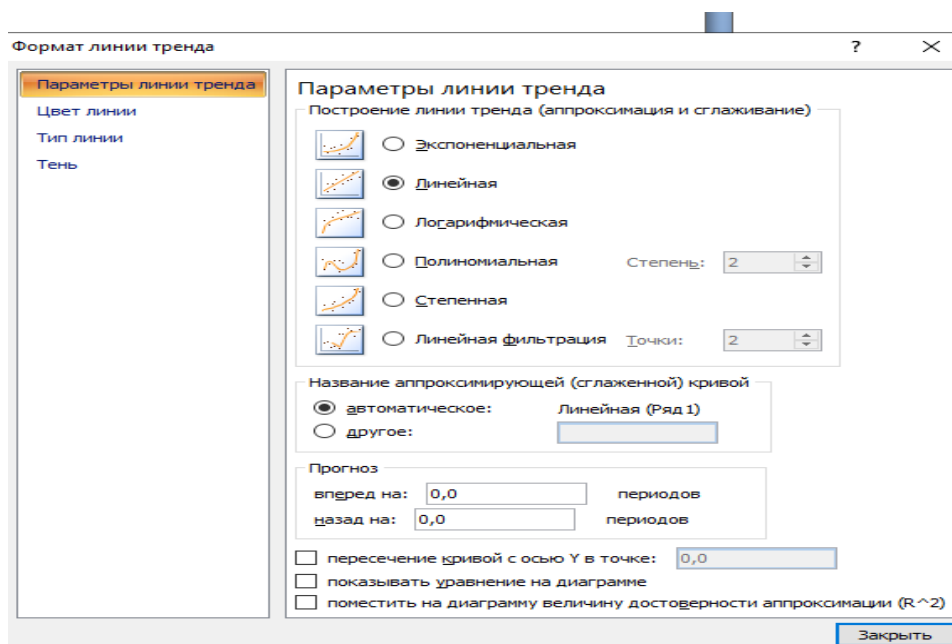 Формат линии тренда
?
Параметры линии тренда
Цвет линии
Тип линии
Тень
Параметры линии тренда
Построение линии тренда (аппроксимация и сглаживание)
Экспоненциальная
Линейная
Логарифмическая
Полиномиальная Степень: 2
Степенная
Линейная фильтрация Точки: 2
Название аппроксимирующей (сглаженной) кривой
автоматическое: Линейная (Ряд1)
другое:
Прогноз
вперед на: 0,0 периодов
назад на: 0,0 периодов
пересечение кривой с осью Y в точке: 0,0
показывать уравнение на диаграмме
поместить на диаграмму величину достоверности аппроксимации (R^2)
Закрыть